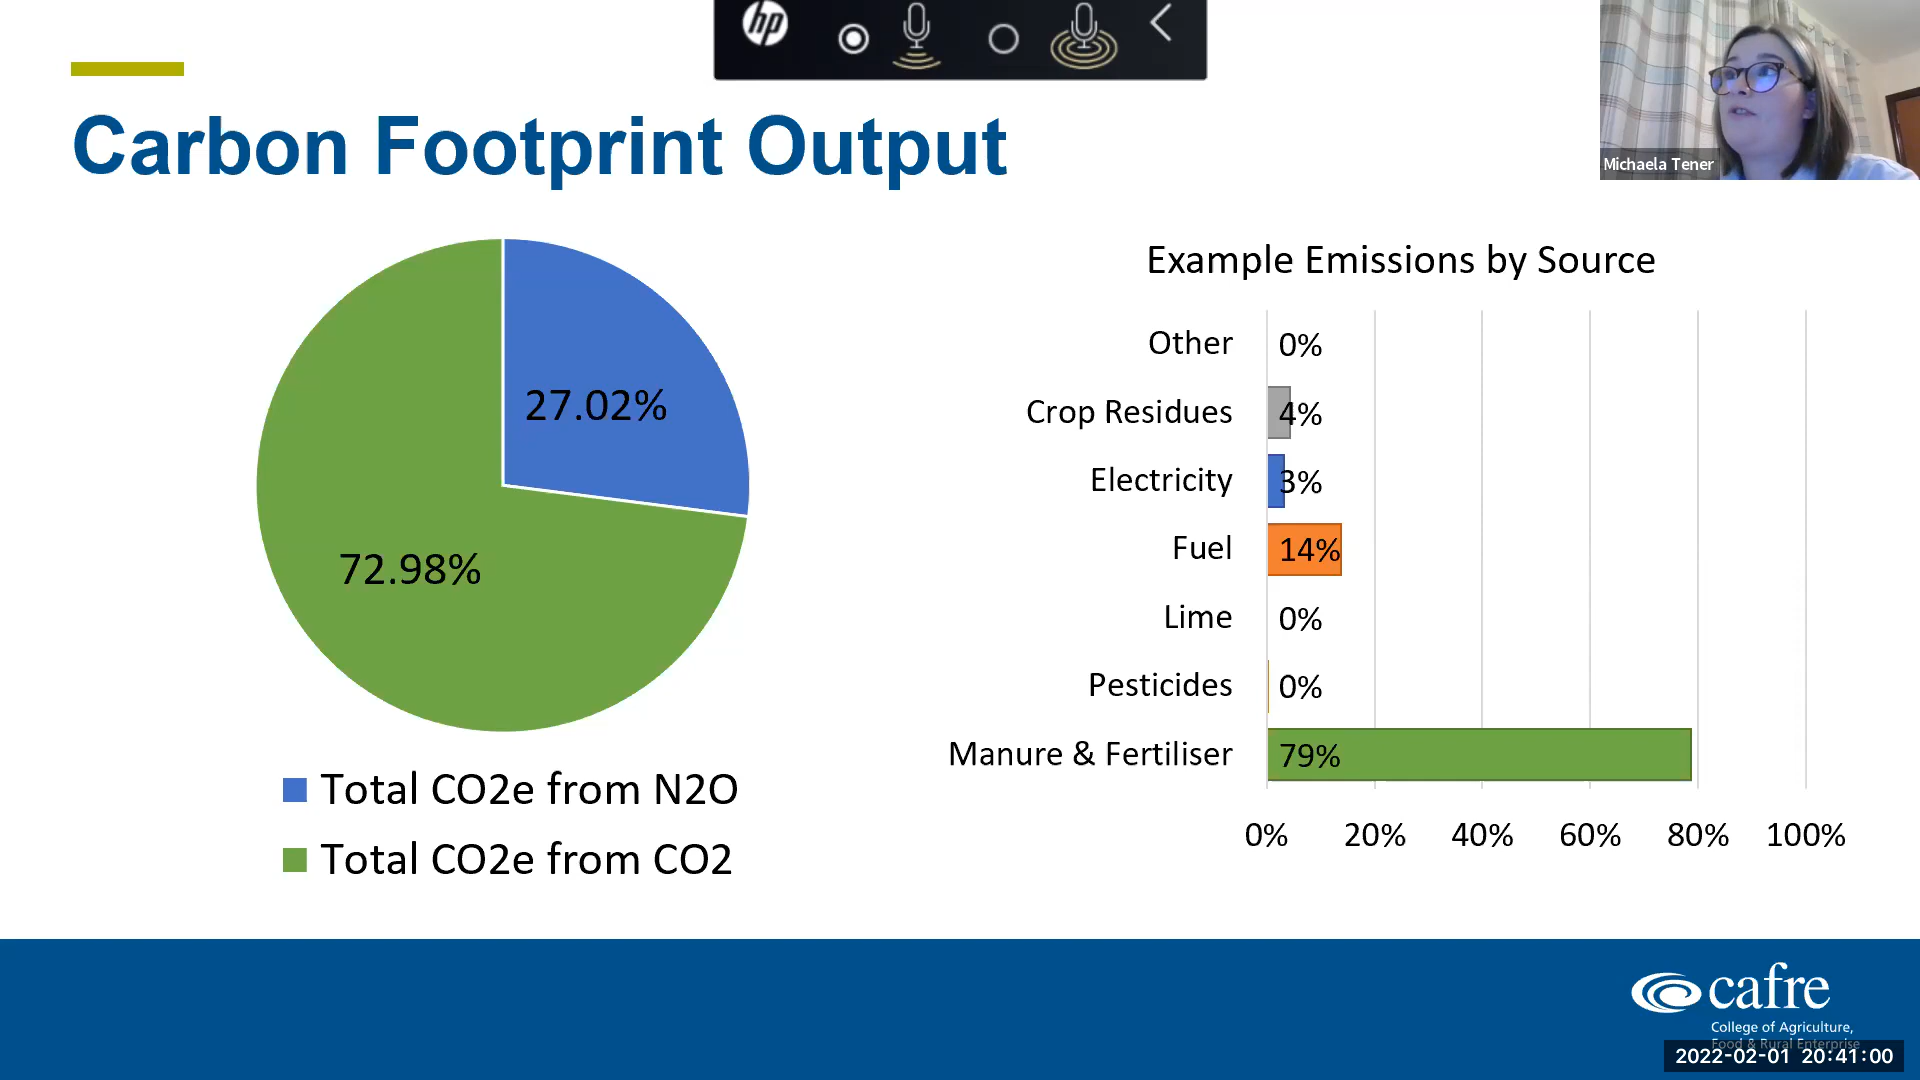 hp
Michaela Tener
Carbon Footprint Output
27.02%
72.98%
Total CO2e from N2O
Total CO2e from CO2
Example Emissions by Source
Other 0%
Crop Residues 4%
Electricity 3%
Fuel 14%
Lime 0%
Pesticides 0%
Manure & Fertiliser 79%
0% 20% 40% 60% 80% 100%
cafre
College of Agriculture,
Food & Rural Enterprise
2022-02-01 20:41:00